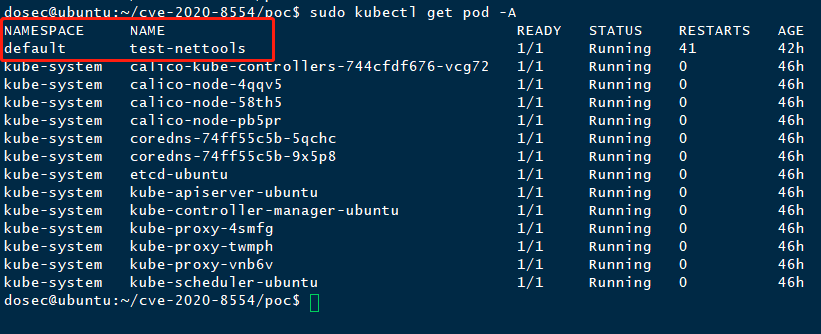 dosec@ubuntu:~/cve-2020-8554/poc$ sudo kubectl get pod -A
NAMESPACE NAME READY STATUS RESTARTS AGE
default test-nettools 1/1 Running 41 42h
kube-system calico-kube-controllers-744cfdf676-vcg72 1/1 Running 0 46h
kube-system calico-node-4qqv5 1/1 Running 0 46h
kube-system calico-node-58th5 1/1 Running 0 46h
kube-system calico-node-pb5pr 1/1 Running 0 46h
kube-system coredns-74ff55c5b-5qchc 1/1 Running 0 46h
kube-system coredns-74ff55c5b-9x5p8 1/1 Running 0 46h
kube-system etcd-ubuntu 1/1 Running 0 46h
kube-system kube-apiserver-ubuntu 1/1 Running 0 46h
kube-system kube-controller-manager-ubuntu 1/1 Running 0 46h
kube-system kube-proxy-4smfg 1/1 Running 0 46h
kube-system kube-proxy-twmph 1/1 Running 0 46h
kube-system kube-proxy-vnb6v 1/1 Running 0 46h
kube-system kube-scheduler-ubuntu 1/1 Running 0 46h
dosec@ubuntu:~/cve-2020-8554/poc$